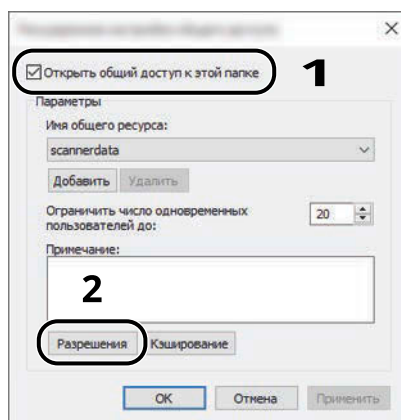 Открыть общий доступ к этой папке
1
Параметры
Имя общего ресурса:
scannerdata
Добавить Удалить
Ограничить число одновременных
пользователей до:
20
Примечание:
2
Разрешения Кэширование
OK Отмена Применить